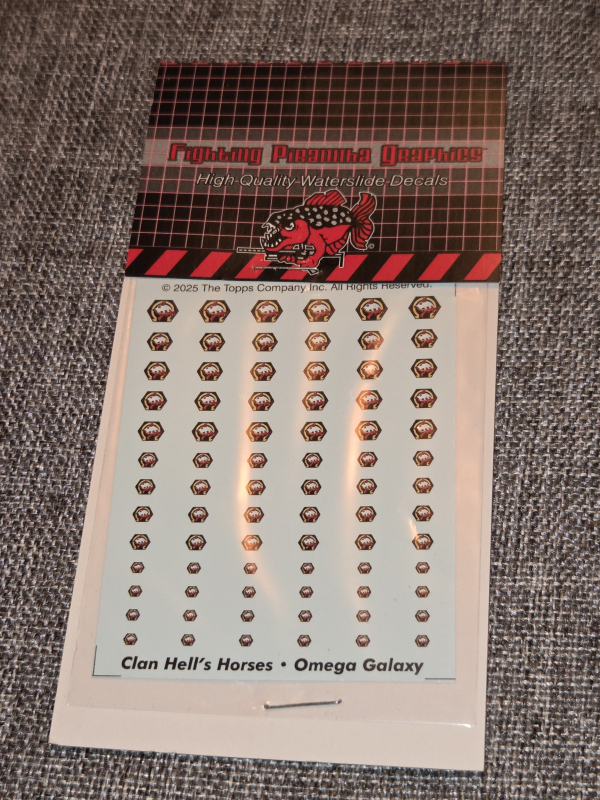 Fighting Piranha Graphics™
High-Quality-Waterslide-Decals
®
© 2025 The Topps Company Inc. All Rights Reserved.
Clan Hell's Horses • Omega Galaxy